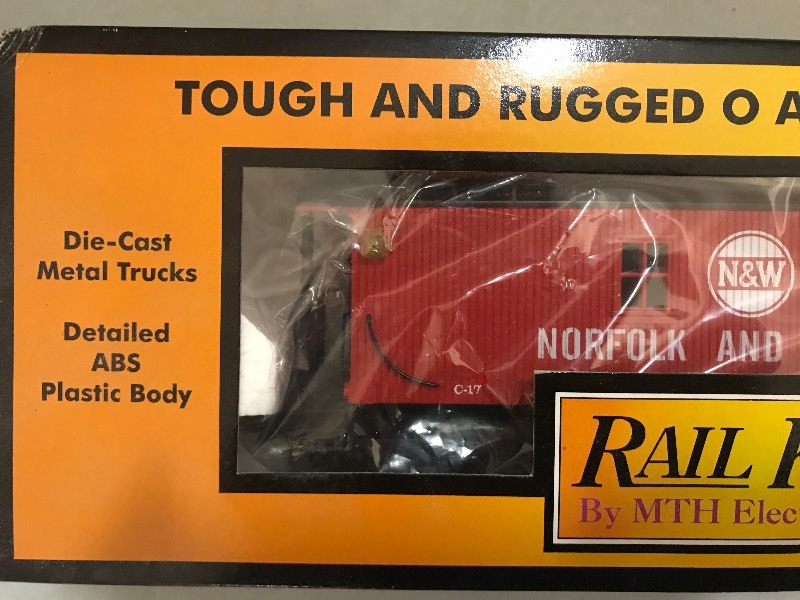 TOUGH AND RUGGED O A
Die-Cast
Metal Trucks
Detailed
ABS
Plastic Body
N&W
NORFOLK AND
C-17
RAIL K
By MTH Elec